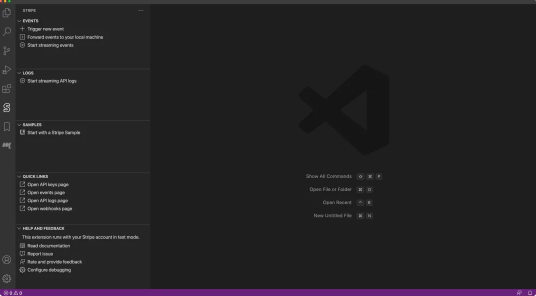 STRIPE
EVENTS
Trigger new event
Forward events to your local machine
Start streaming events
LOGS
Start streaming API logs
SAMPLES
Start with a Stripe Sample
QUICK LINKS
Open API keys page
Open events page
Open API logs page
Open webhooks page
HELP AND FEEDBACK
This extension runs with your Stripe account in test mode.
Read documentation
Report issue
Rate and provide feedback
Configure debugging
Show All Commands ⇧ ⌘ P
Open File or Folder ⌘ O
Open Recent ⌃ R
New Untitled File ⌘ N
0 0